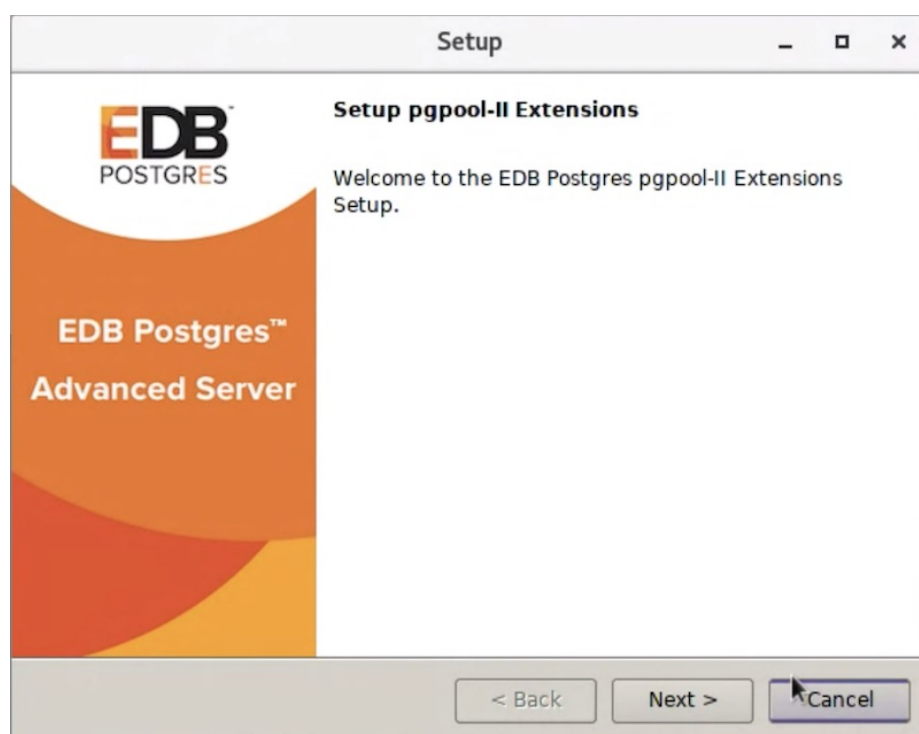 Setup
EDB
POSTGRES
Setup pgpool-II Extensions
Welcome to the EDB Postgres pgpool-II Extensions
Setup.
EDB Postgres™
Advanced Server
< Back
Next >
Cancel